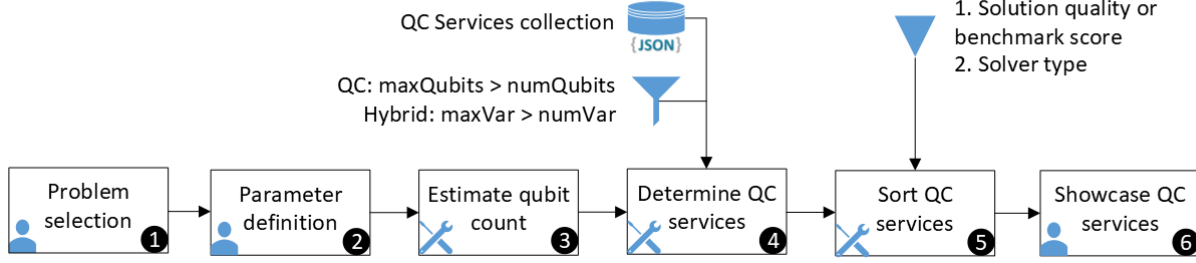 QC Services collection
{JSON}
QC: maxQubits > numQubits
Hybrid: maxVar > numVar
1. Solution quality or
benchmark score
2. Solver type
Problem
selection
1
Parameter
definition
2
Estimate qubit
count
3
Determine QC
services
4
Sort QC
services
5
Showcase QC
services
6